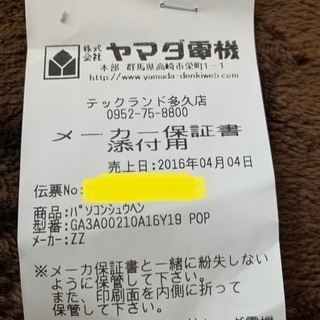 株式会社 ヤマダ電機
本部 群馬県高崎市栄町1-1
http://www.yamada-denkiweb.com
テックランド多久店
0952-75-8800
メーカー保証書
添付用
売上日:2016年04月04日
伝票No:
商品:パソコンシュウヘン
型番:GA3A00210A16Y19 POP
メーカー:ZZ
※メーカ保証書と一緒に紛失しない
ように保管して下さい。
また、印刷面を内側に折って
保管して下さい。